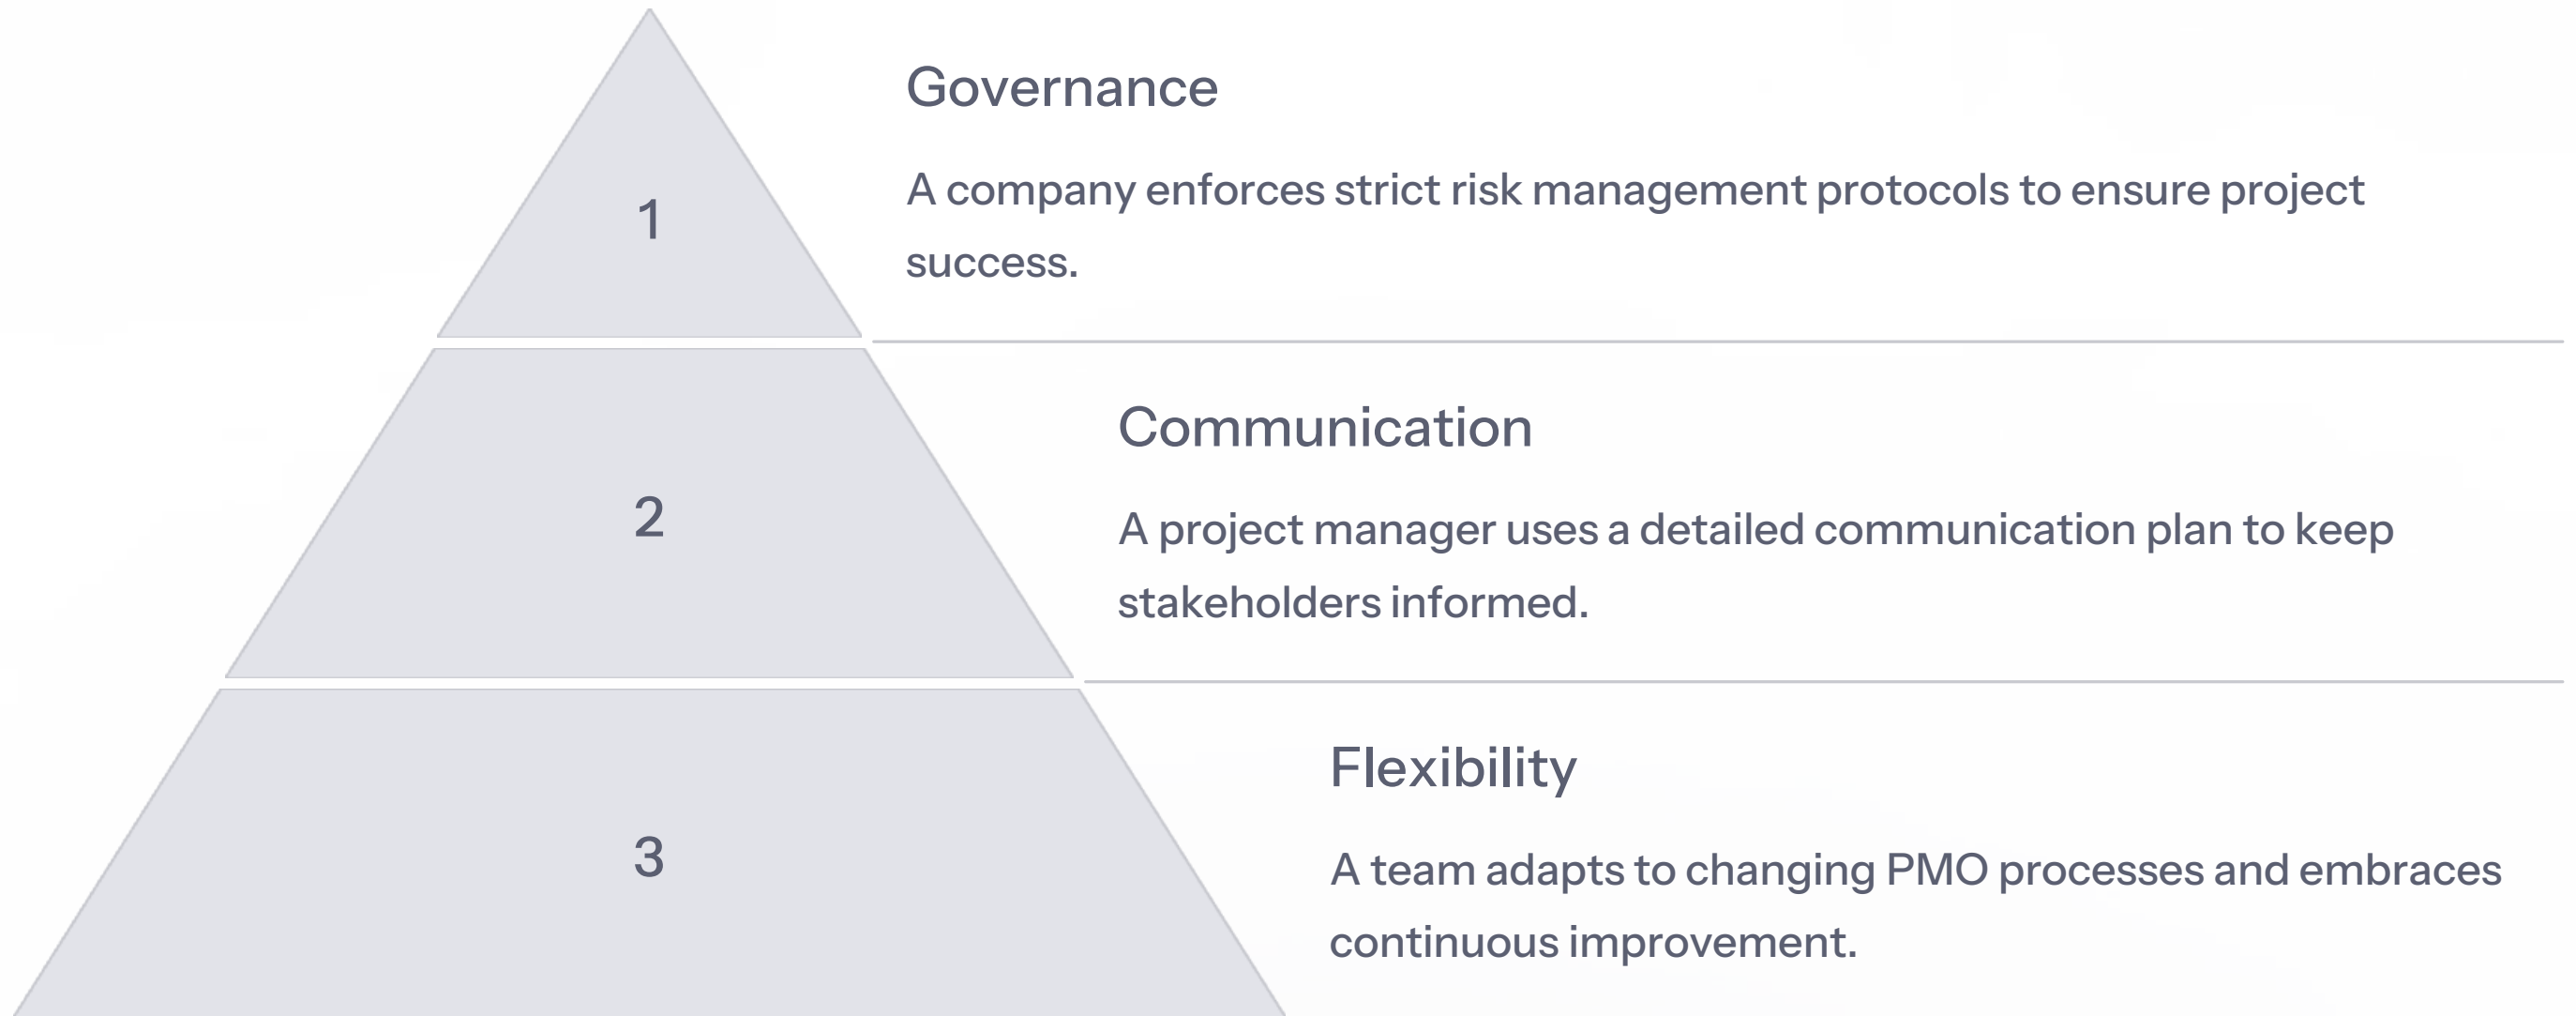 Governance
A company enforces strict risk management protocols to ensure project
success.
1
Communication
A project manager uses a detailed communication plan to keep
stakeholders informed.
2
Flexibility
A team adapts to changing PMO processes and embraces
continuous improvement.
3